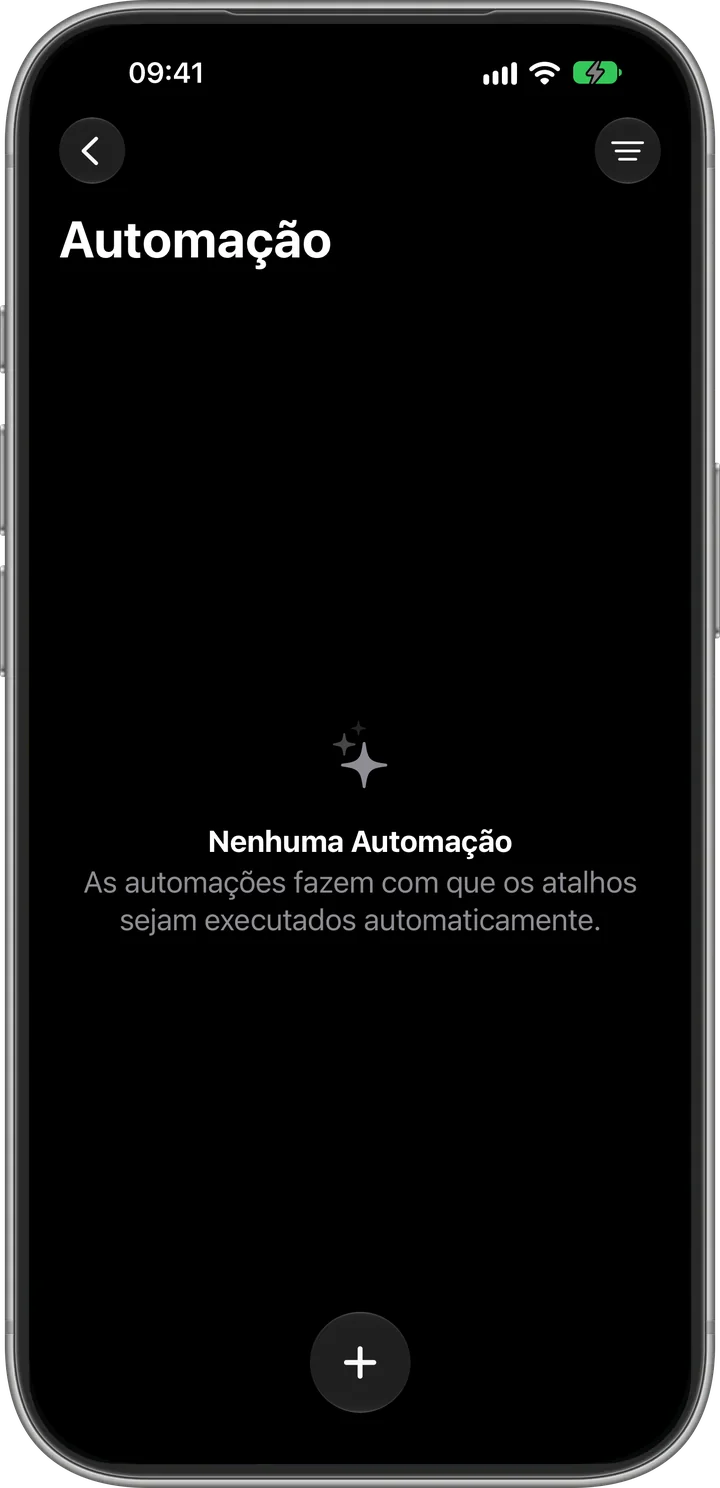 09:41
Automação
Nenhuma Automação
As automações fazem com que os atalhos
sejam executados automaticamente.